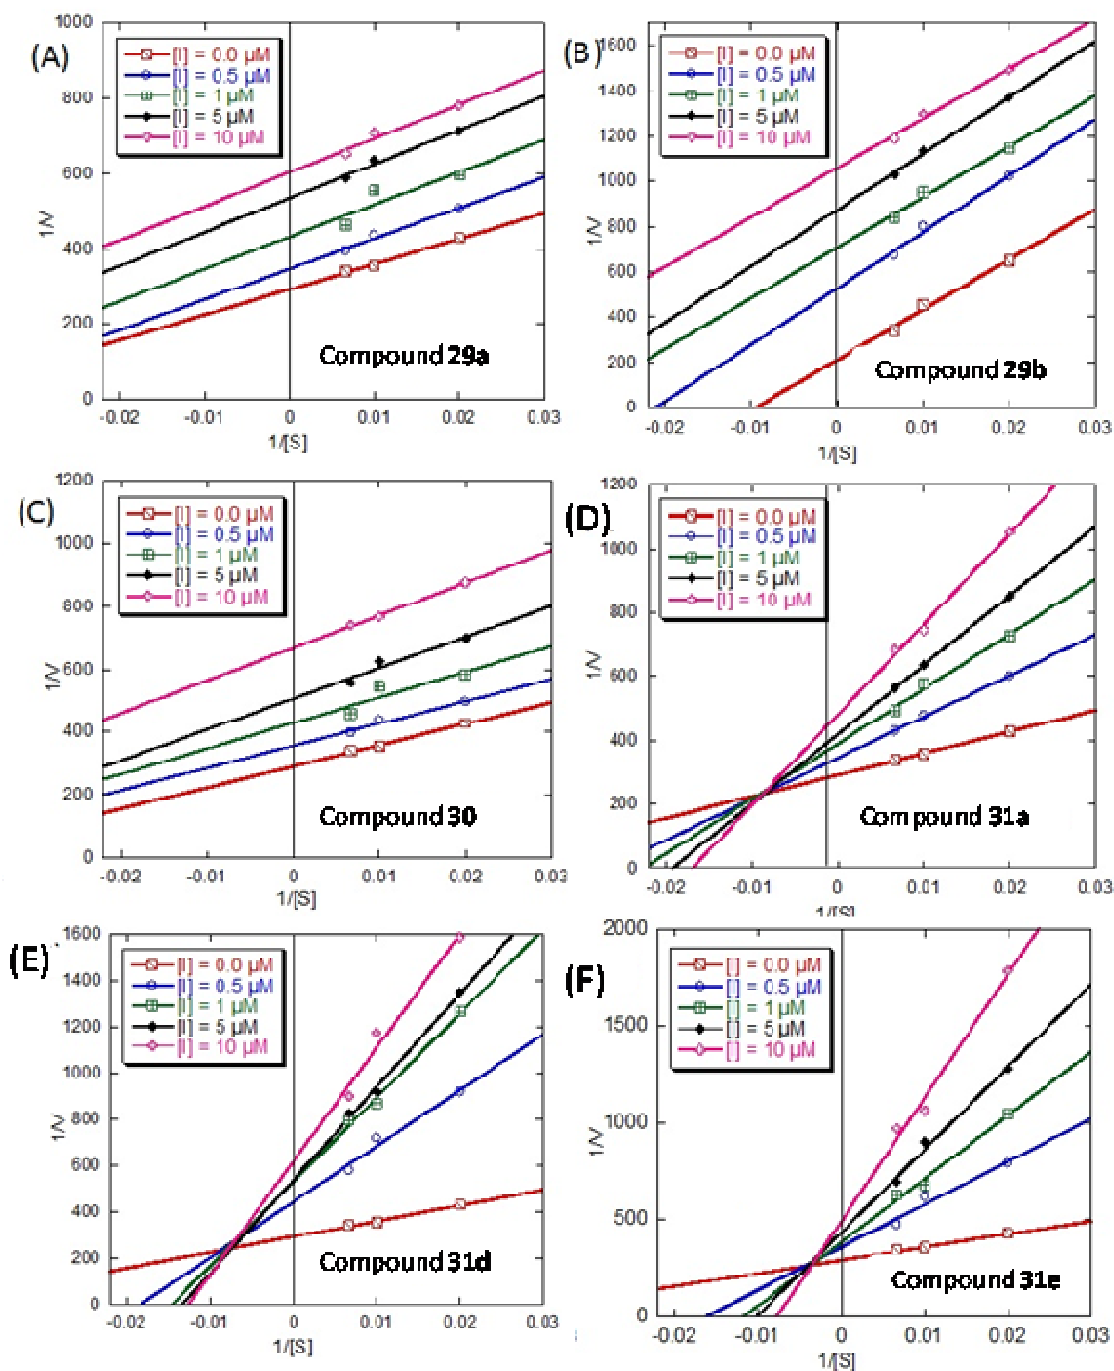 (A)
1000
800
600
400
200
0
[I] = 0.0 µM
[I] = 0.5 µM
[I] = 1 µM
[I] = 5 µM
[I] = 10 µM
1/V
Compound 29a
-0.02 -0.01 0 0.01 0.02 0.03
1/[S]
(B)
1600
1400
1200
1000
800
600
400
200
0
[I] = 0.0 µM
[I] = 0.5 µM
[I] = 1 µM
[I] = 5 µM
[I] = 10 µM
1/V
Compound 29b
-0.02 -0.01 0 0.01 0.02 0.03
1/[S]
(C)
1200
1000
800
600
400
200
0
[I] = 0.0 µM
[I] = 0.5 µM
[I] = 1 µM
[I] = 5 µM
[I] = 10 µM
1/V
Compound 30
-0.02 -0.01 0 0.01 0.02 0.03
1/[S]
(D)
1200
1000
800
600
400
200
0
[I] = 0.0 µM
[I] = 0.5 µM
[I] = 1 µM
[I] = 5 µM
[I] = 10 µM
1/V
Compound 31a
-0.02 -0.01 0 0.01 0.02 0.03
1/[S]
(E)
1600
1400
1200
1000
800
600
400
200
0
[I] = 0.0 µM
[I] = 0.5 µM
[I] = 1 µM
[I] = 5 µM
[I] = 10 µM
1/V
Compound 31d
-0.02 -0.01 0 0.01 0.02 0.03
1/[S]
(F)
2000
1500
1000
500
0
[ ] = 0.0 µM
[ ] = 0.5 µM
[ ] = 1 µM
[ ] = 5 µM
[ ] = 10 µM
1/V
Compound 31e
-0.02 -0.01 0 0.01 0.02 0.03
1/[S]